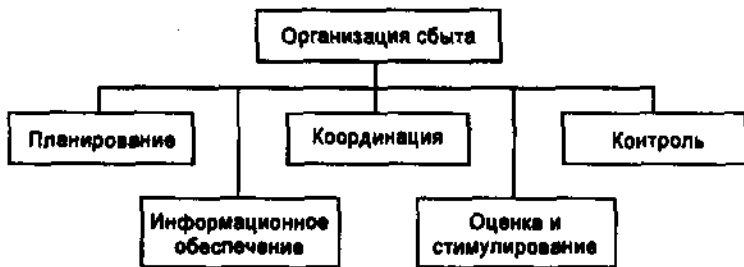 Организация сбыта
Планирование
Координация
Контроль
Информационное
обеспечение
Оценка и
стимулирование